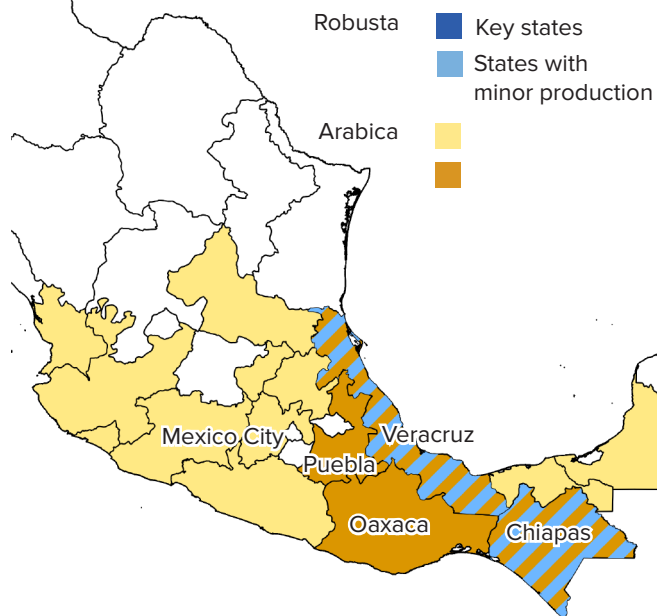 Robusta
Key states
States with
minor production
Arabica
Mexico City
Veracruz
Puebla
Oaxaca
Chiapas